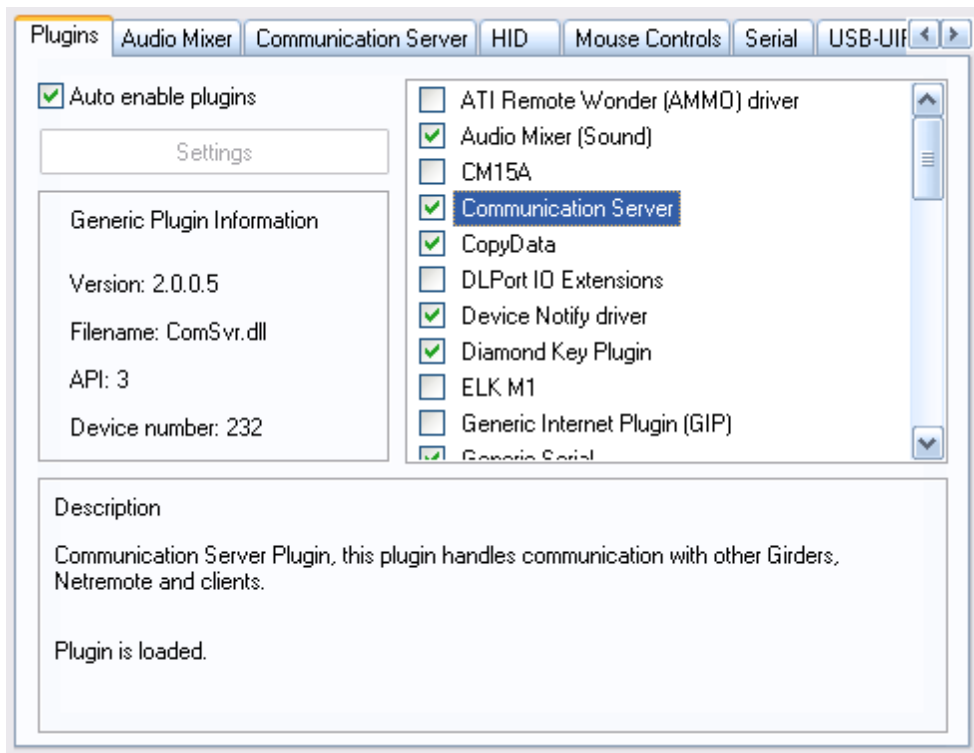 Plugins
Audio Mixer
Communication Server
HID
Mouse Controls
Serial
Auto enable plugins
Settings
Generic Plugin Information
Version: 2.0.0.5
Filename: ComSvr.dll
API: 3
Device number: 232
ATI Remote Wonder (AMMO) driver
Audio Mixer (Sound)
CM15A
Communication Server
CopyData
DLPort IO Extensions
Device Notify driver
Diamond Key Plugin
ELK M1
Generic Internet Plugin (GIP)
Generic Serial
Description
Communication Server Plugin, this plugin handles communication with other Girders,
Netremote and clients.
Plugin is loaded.